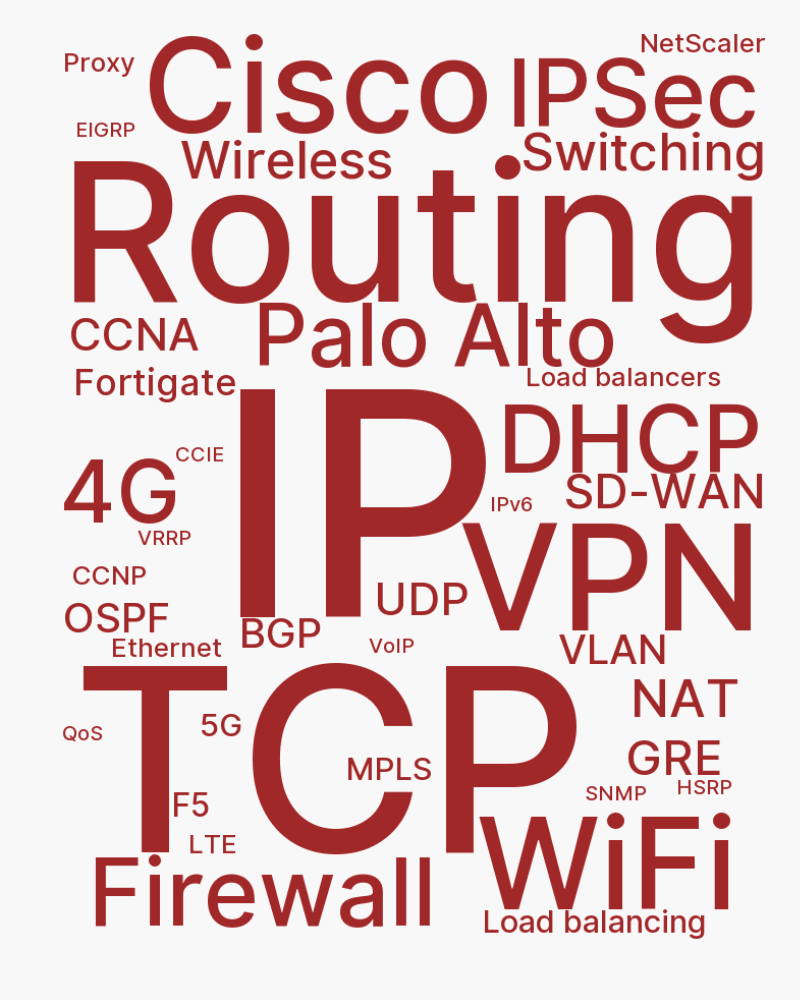 NetScaler
Proxy
Cisco
IPSec
EIGRP
Wireless
Switching
Routing
CCNA
Palo Alto
Fortigate
Load balancers
IP
DHCP
CCIE
4G
SD-WAN
IPv6
VRRP
VPN
CCNP
UDP
OSPF
BGP
Ethernet
VoIP
VLAN
TCP
NAT
QoS
5G
MPLS
GRE
SNMP
HSRP
F5
LTE
WiFi
Firewall
Load balancing